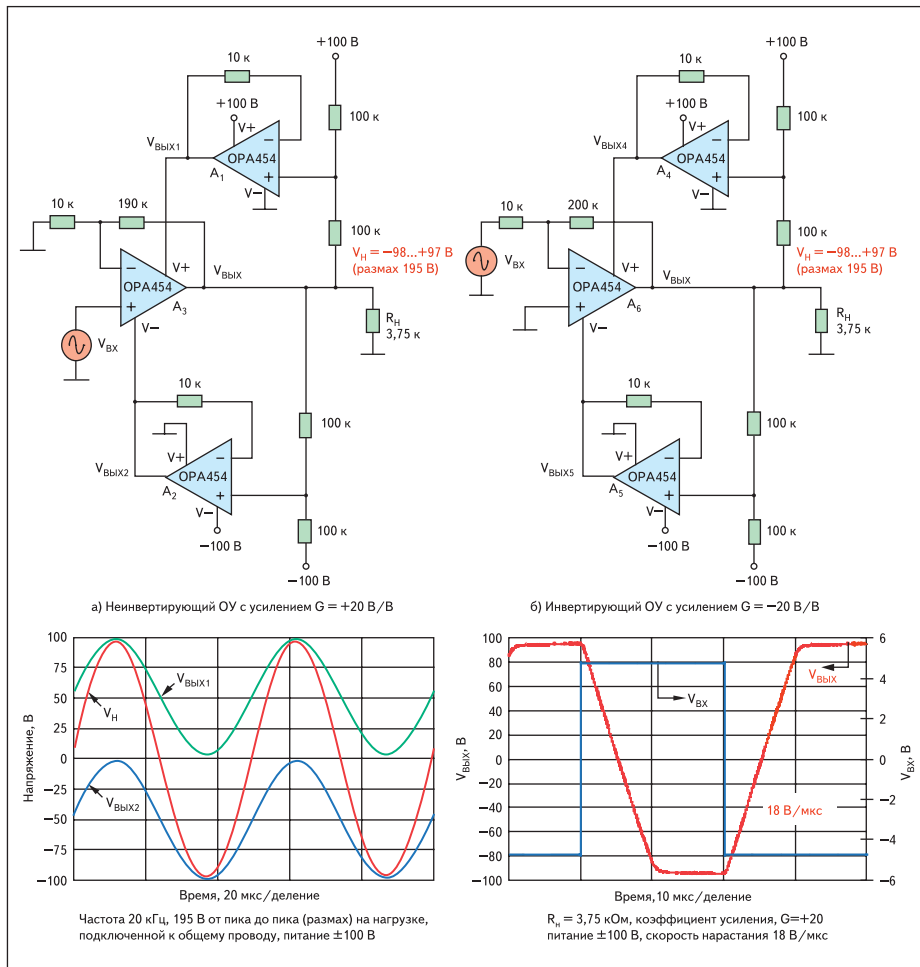 +100 В
10 к
+100 В
100 к
V+
VВЫХ1
OPA454
−
+
A1
V−
10 к
190 к
100 к
VН = −98...+97 В
(размах 195 В)
−
V+
VВЫХ
OPA454
+
A3
V−
RН
3,75 к
VВХ
10 к
100 к
V+
−
VВЫХ2
OPA454
A2
+
V−
100 к
−100 В
−100 В
а) Неинвертирующий ОУ с усилением G = +20 В/В
+100 В
10 к
+100 В
100 к
V+
VВЫХ4
OPA454
−
+
A4
V−
10 к
200 к
100 к
VН = −98...+97 В
(размах 195 В)
VВХ
−
V+
VВЫХ
OPA454
+
A6
V−
RН
3,75 к
10 к
100 к
V+
−
VВЫХ5
OPA454
A5
+
V−
100 к
−100 В
−100 В
б) Инвертирующий ОУ с усилением G = −20 В/В
100
75
50
25
0
−25
−50
−75
−100
Напряжение, В
VВЫХ1
VН
VВЫХ2
Время, 20 мкс/деление
Частота 20 кГц, 195 В от пика до пика (размах) на нагрузке,
подключенной к общему проводу, питание ±100 В
100
80
60
40
20
0
−20
−40
−60
−80
−100
VВЫХ, В
VВЫХ
VВХ
18 В/мкс
6
4
2
0
−2
−4
−6
VВХ, В
Время,10 мкс/деление
Rн = 3,75 кОм, коэффициент усиления, G=+20
питание ±100 В, скорость нарастания 18 В/мкс